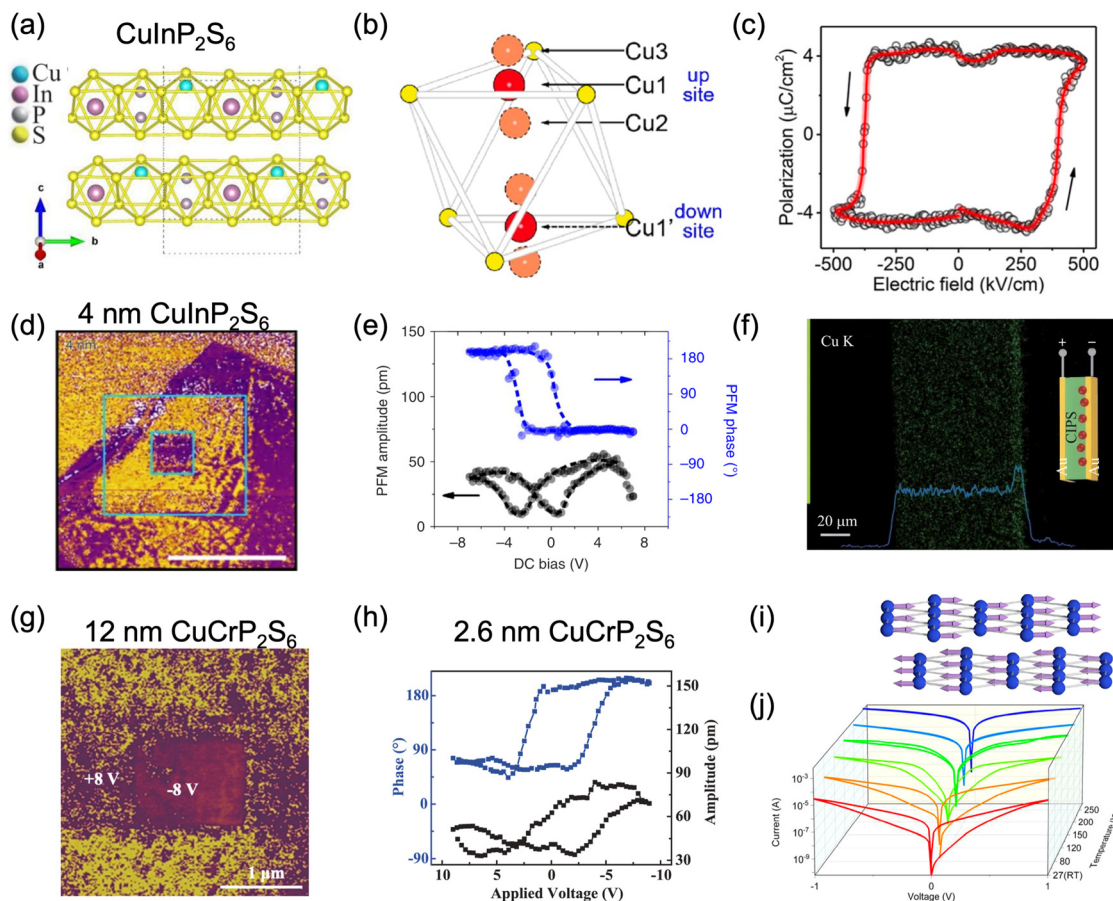 (a)
CuInP2S6
Cu
In
P
S
c
b
a
(b)
Cu3
Cu1
up
site
Cu2
down
site
Cu1’
(c)
Polarization (μC/cm²)
4
0
-4
-500
-250
0
250
500
Electric field (kV/cm)
(d)
4 nm CuInP2S6
4 nm
(e)
PFM amplitude (pm)
150
100
50
0
180
90
0
−90
−180
PFM phase (°)
−8
−4
0
4
8
DC bias (V)
(f)
Cu K
+
−
CIPS
Au
Au
20 μm
(g)
12 nm CuCrP2S6
+8 V
-8 V
1 μm
(h)
2.6 nm CuCrP2S6
Phase (°)
180
90
0
-90
150
120
90
60
30
Amplitude (pm)
10
5
0
-5
-10
Applied Voltage (V)
(i)
(j)
Current (A)
10-3
10-5
10-7
10-9
250
200
150
120
80
27(RT)
-1
0
1
Voltage (V)